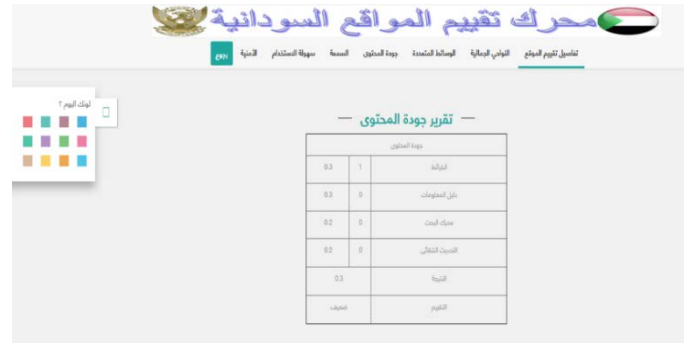 محرك تقييم المواقع السودانية
تفاصيل تقييم الموقع النواحي الجمالية الوسائط المتعددة جودة المحتوى السمعة سهولة الاستخدام الأمنية رجوع
لونك اليوم ؟
تقرير جودة المحتوى
جودة المحتوى
الخرائط 1 0.3
دليل المعلومات 0 0.3
محرك البحث 0 0.2
التحديث التلقائي 0 0.2
النتيجة 0.3
التقييم ضعيف